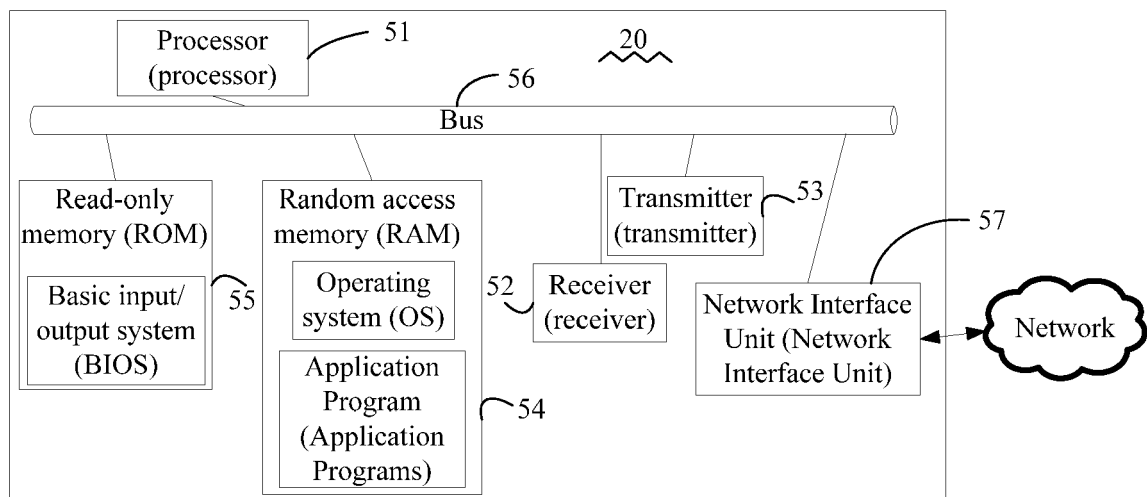 Processor
(processor)
51
20
56
Bus
Read-only
memory (ROM)
Basic input/
output system
(BIOS)
55
Random access
memory (RAM)
Operating
system (OS)
Application
Program
(Application
Programs)
54
52
Receiver
(receiver)
Transmitter
(transmitter)
53
57
Network Interface
Unit (Network
Interface Unit)
Network